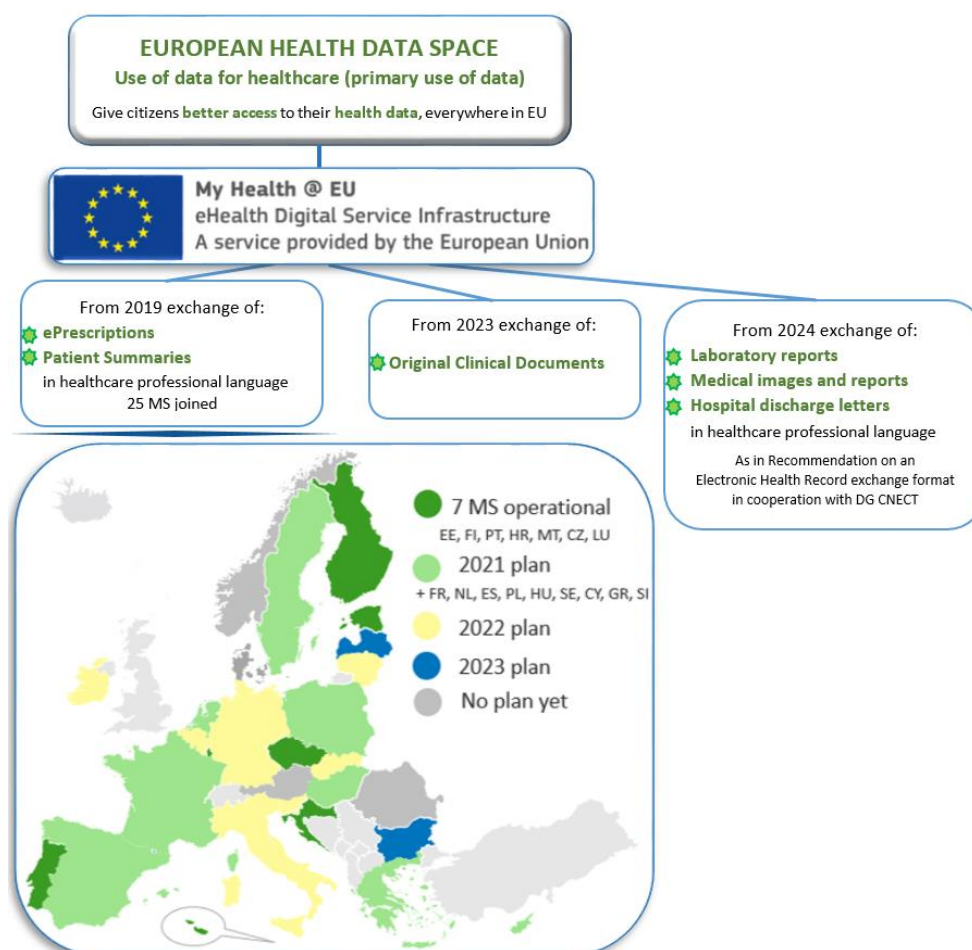 EUROPEAN HEALTH DATA SPACE
Use of data for healthcare (primary use of data)
Give citizens better access to their health data, everywhere in EU
My Health @ EU
eHealth Digital Service Infrastructure
A service provided by the European Union
From 2019 exchange of:
ePrescriptions
Patient Summaries
in healthcare professional language
25 MS joined
From 2023 exchange of:
Original Clinical Documents
From 2024 exchange of:
Laboratory reports
Medical images and reports
Hospital discharge letters
in healthcare professional language
As in Recommendation on an
Electronic Health Record exchange format
in cooperation with DG CNECT
7 MS operational
EE, FI, PT, HR, MT, CZ, LU
2021 plan
+ FR, NL, ES, PL, HU, SE, CY, GR, SI
2022 plan
2023 plan
No plan yet